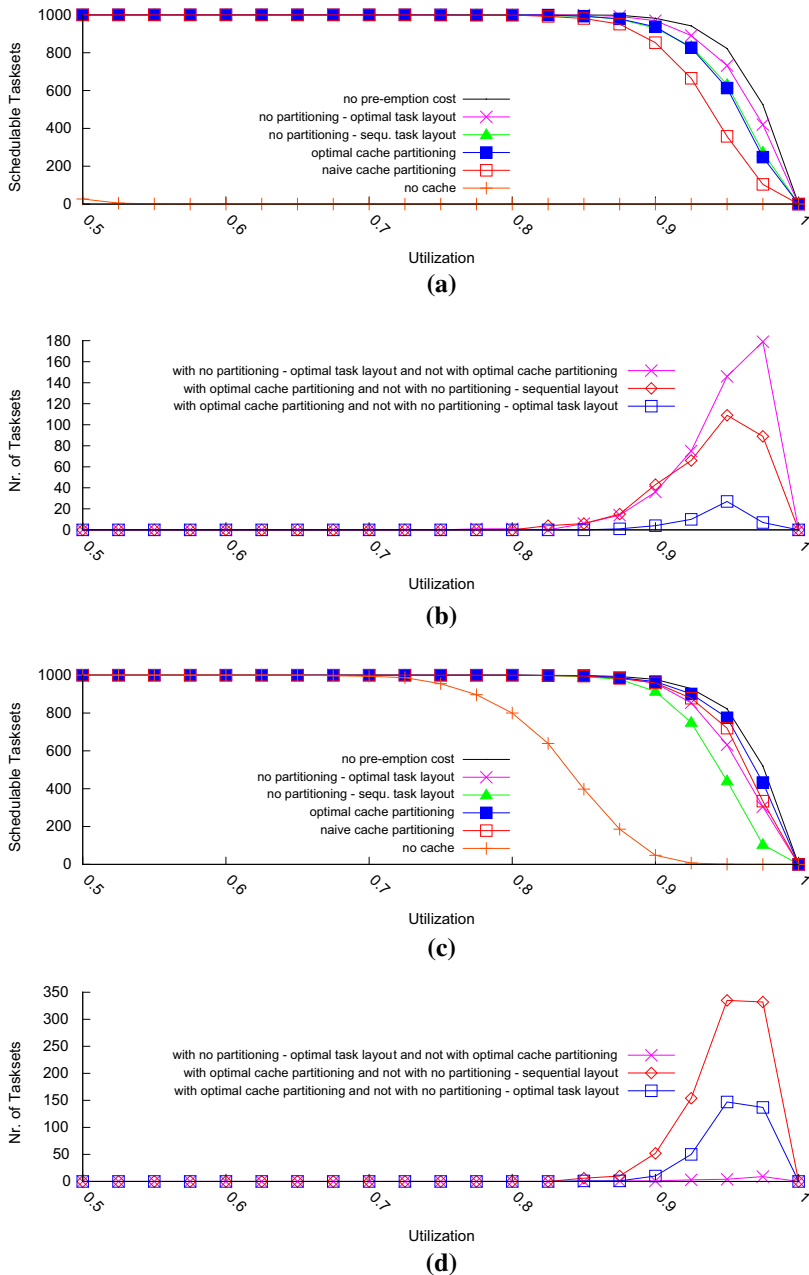 1000
800
600
400
200
0
Schedulable Tasksets
no pre-emption cost
no partitioning - optimal task layout
no partitioning - sequ. task layout
optimal cache partitioning
naive cache partitioning
no cache
0.5
0.6
0.7
0.8
0.9
1
Utilization
(a)
180
160
140
120
100
80
60
40
20
0
Nr. of Tasksets
with no partitioning - optimal task layout and not with optimal cache partitioning
with optimal cache partitioning and not with no partitioning - sequential layout
with optimal cache partitioning and not with no partitioning - optimal task layout
0.5
0.6
0.7
0.8
0.9
1
Utilization
(b)
1000
800
600
400
200
0
Schedulable Tasksets
no pre-emption cost
no partitioning - optimal task layout
no partitioning - sequ. task layout
optimal cache partitioning
naive cache partitioning
no cache
0.5
0.6
0.7
0.8
0.9
1
Utilization
(c)
350
300
250
200
150
100
50
0
Nr. of Tasksets
with no partitioning - optimal task layout and not with optimal cache partitioning
with optimal cache partitioning and not with no partitioning - sequential layout
with optimal cache partitioning and not with no partitioning - optimal task layout
0.5
0.6
0.7
0.8
0.9
1
Utilization
(d)